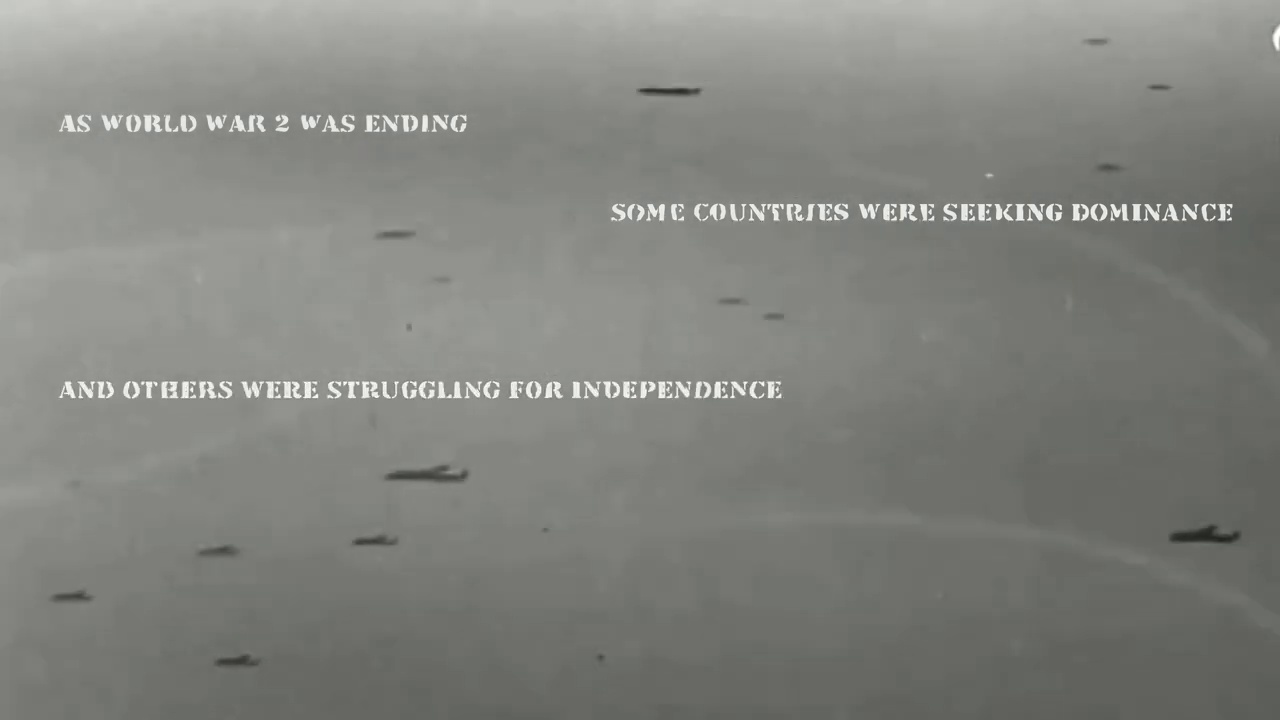 AS WORLD WAR 2 WAS ENDING
SOME COUNTRIES WERE SEEKING DOMINANCE
AND OTHERS WERE STRUGGLING FOR INDEPENDENCE